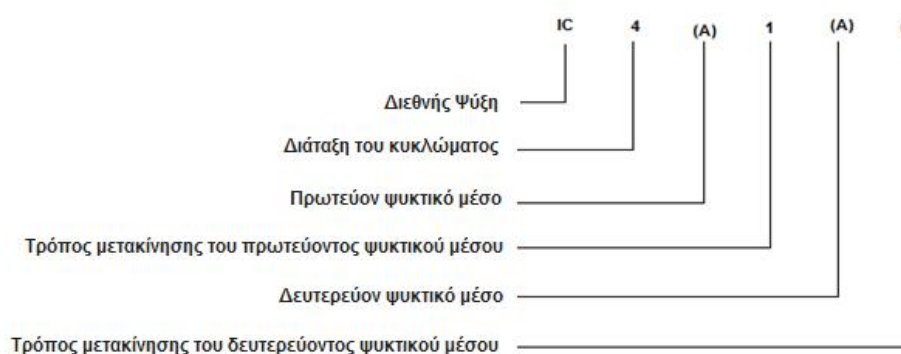 IC 4 (A) 1 (A)
Διεθνής Ψύξη
Διάταξη του κυκλώματος
Πρωτεύον ψυκτικό μέσο
Τρόπος μετακίνησης του πρωτεύοντος ψυκτικού μέσου
Δευτερεύον ψυκτικό μέσο
Τρόπος μετακίνησης του δευτερεύοντος ψυκτικού μέσου